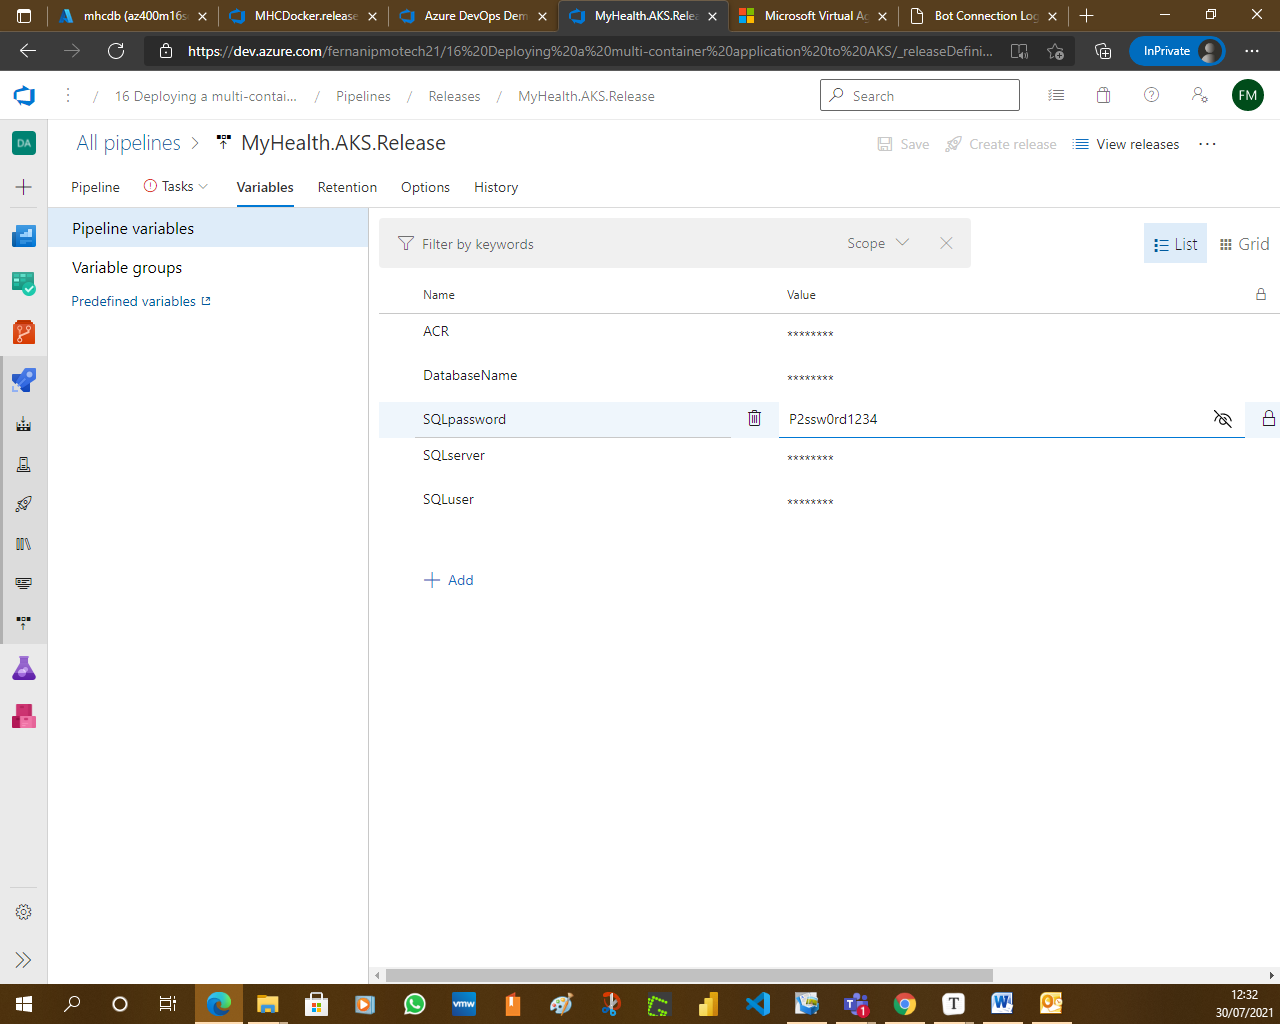 mhcdb (az400m16s
MHCDocker.release
Azure DevOps Dem
MyHealth.AKS.Relea
Microsoft Virtual Ag
Bot Connection Log
https://dev.azure.com/fernanipmotech21/16%20Deploying%20a%20multi-container%20application%20to%20AKS/_releaseDefini...
InPrivate
/ 16 Deploying a multi-contai... / Pipelines / Releases / MyHealth.AKS.Release
Search
FM
DA
All pipelines > MyHealth.AKS.Release
Save
Create release
View releases
Pipeline
Tasks
Variables
Retention
Options
History
Pipeline variables
Variable groups
Predefined variables
Filter by keywords
Scope
List
Grid
Name Value
ACR ********
DatabaseName ********
SQLpassword P2ssw0rd1234
SQLserver ********
SQLuser ********
+ Add
vmw
T
1
12:32
30/07/2021